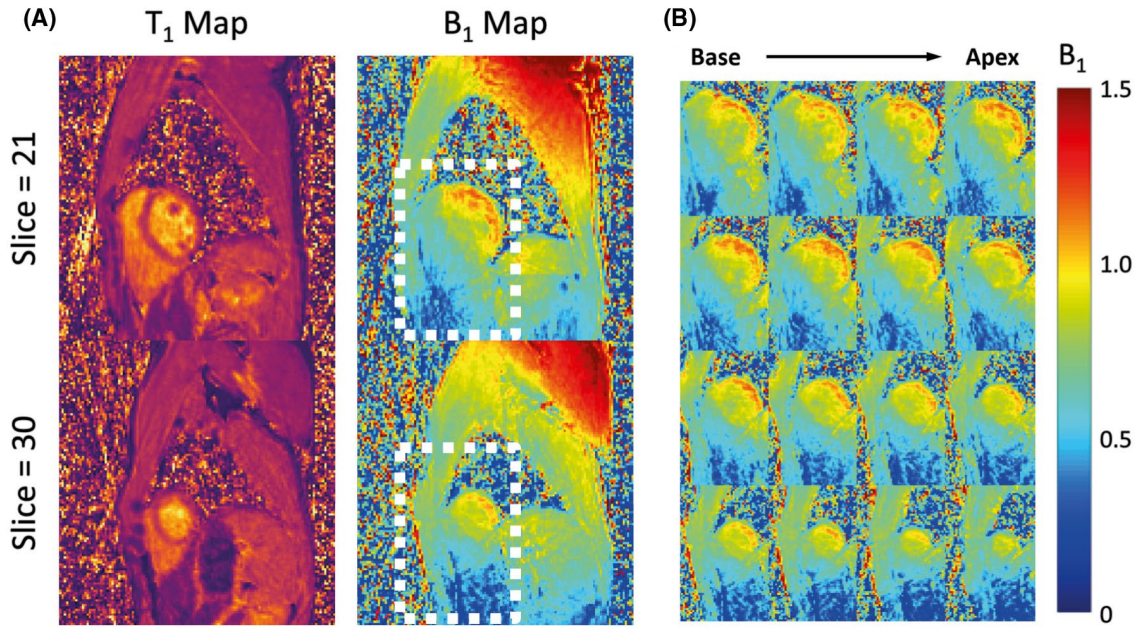 (A)
T₁ Map
B₁ Map
Slice = 21
Slice = 30
(B)
Base
Apex
B₁
1.5
1.0
0.5
0